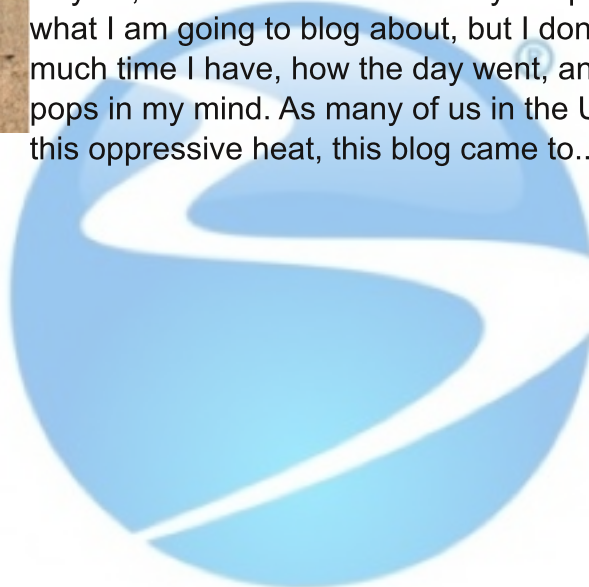 what I am going to blog about, but I don
much time I have, how the day went, an
pops in my mind. As many of us in the U
this oppressive heat, this blog came to..
®